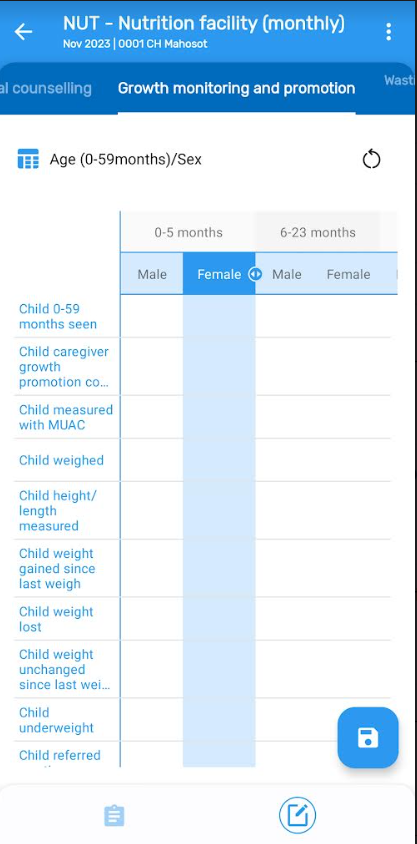 NUT - Nutrition facility (monthly)
Nov 2023 | 0001 CH Mahosot
al counselling Growth monitoring and promotion Wasti
Age (0-59months)/Sex
0-5 months 6-23 months
Male Female Male Female
Child 0-59
months seen
Child caregiver
growth
promotion co...
Child measured
with MUAC
Child weighed
Child height/
length
measured
Child weight
gained since
last weigh
Child weight
lost
Child weight
unchanged
since last wei...
Child
underweight
Child referred